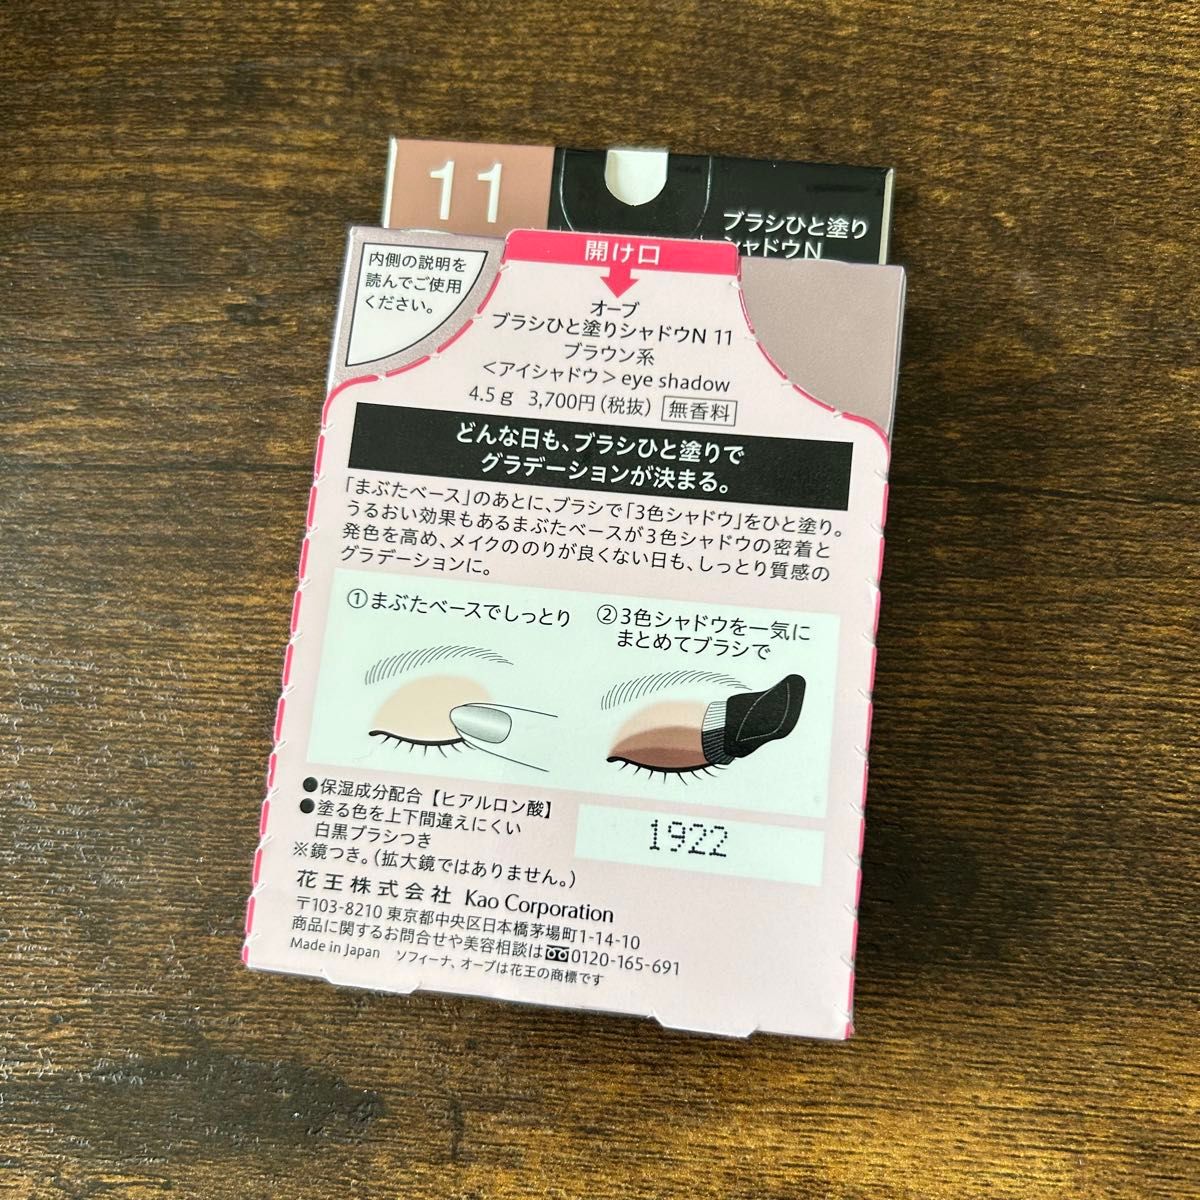 11
ブラシひと塗り
シャドウN
内側の説明を
読んでご使用
ください。
開け口
オーブ
ブラシひと塗りシャドウN 11
ブラウン系
＜アイシャドウ＞eye shadow
4.5g 3,700円(税抜) 無香料
どんな日も、ブラシひと塗りで
グラデーションが決まる。
「まぶたベース」のあとに、ブラシで「3色シャドウ」をひと塗り。
うるおい効果もあるまぶたベースが3色シャドウの密着と
発色を高め、メイクののりが良くない日も、しっとり質感の
グラデーションに。
①まぶたベースでしっとり
②3色シャドウを一気に
まとめてブラシで
●保湿成分配合【ヒアルロン酸】
●塗る色を上下間違えにくい
白黒ブラシつき
※鏡つき。(拡大鏡ではありません。)
1922
花王株式会社 Kao Corporation
〒103-8210 東京都中央区日本橋茅場町1-14-10
商品に関するお問合せや美容相談は0120-165-691
Made in Japan ソフィーナ、オーブは花王の商標です